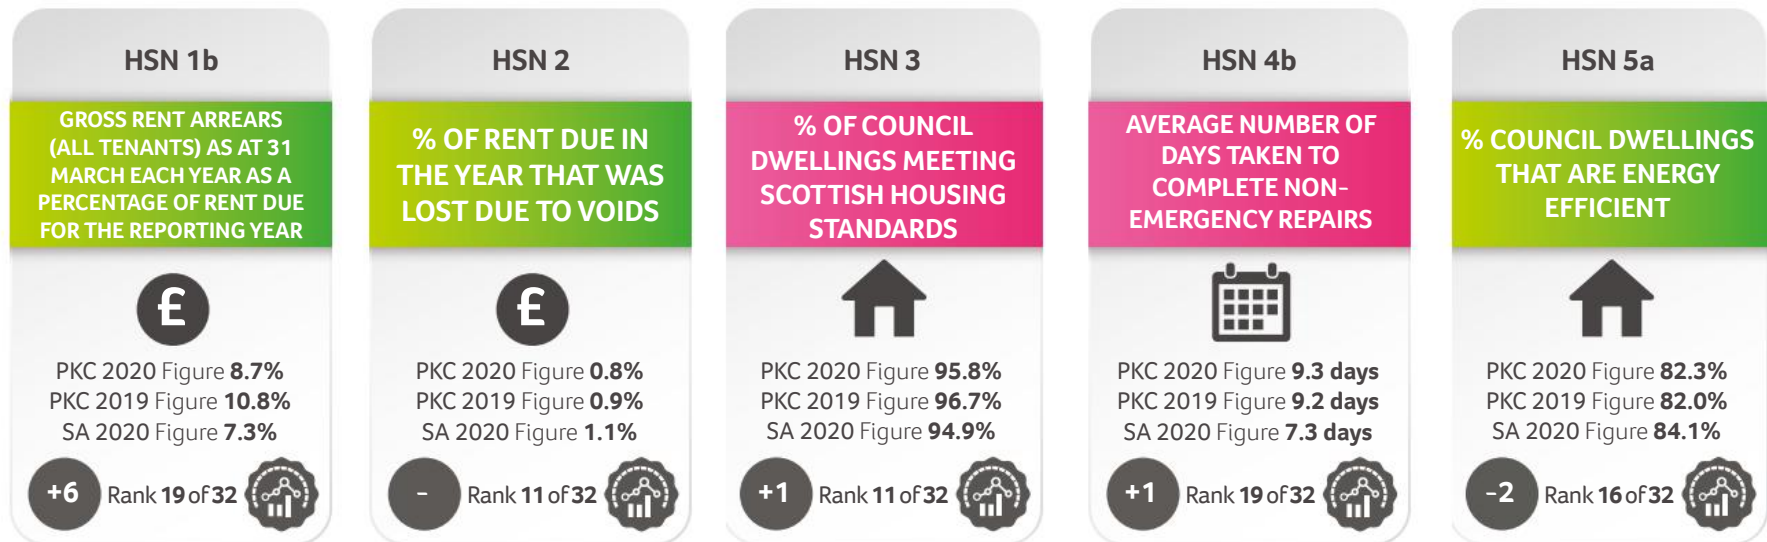 HSN 1b
GROSS RENT ARREARS
(ALL TENANTS) AS AT 31
MARCH EACH YEAR AS A
PERCENTAGE OF RENT DUE
FOR THE REPORTING YEAR
£
PKC 2020 Figure 8.7%
PKC 2019 Figure 10.8%
SA 2020 Figure 7.3%
+6 Rank 19 of 32
HSN 2
% OF RENT DUE IN
THE YEAR THAT WAS
LOST DUE TO VOIDS
£
PKC 2020 Figure 0.8%
PKC 2019 Figure 0.9%
SA 2020 Figure 1.1%
- Rank 11 of 32
HSN 3
% OF COUNCIL
DWELLINGS MEETING
SCOTTISH HOUSING
STANDARDS
PKC 2020 Figure 95.8%
PKC 2019 Figure 96.7%
SA 2020 Figure 94.9%
+1 Rank 11 of 32
HSN 4b
AVERAGE NUMBER OF
DAYS TAKEN TO
COMPLETE NON-
EMERGENCY REPAIRS
PKC 2020 Figure 9.3 days
PKC 2019 Figure 9.2 days
SA 2020 Figure 7.3 days
+1 Rank 19 of 32
HSN 5a
% COUNCIL DWELLINGS
THAT ARE ENERGY
EFFICIENT
PKC 2020 Figure 82.3%
PKC 2019 Figure 82.0%
SA 2020 Figure 84.1%
-2 Rank 16 of 32